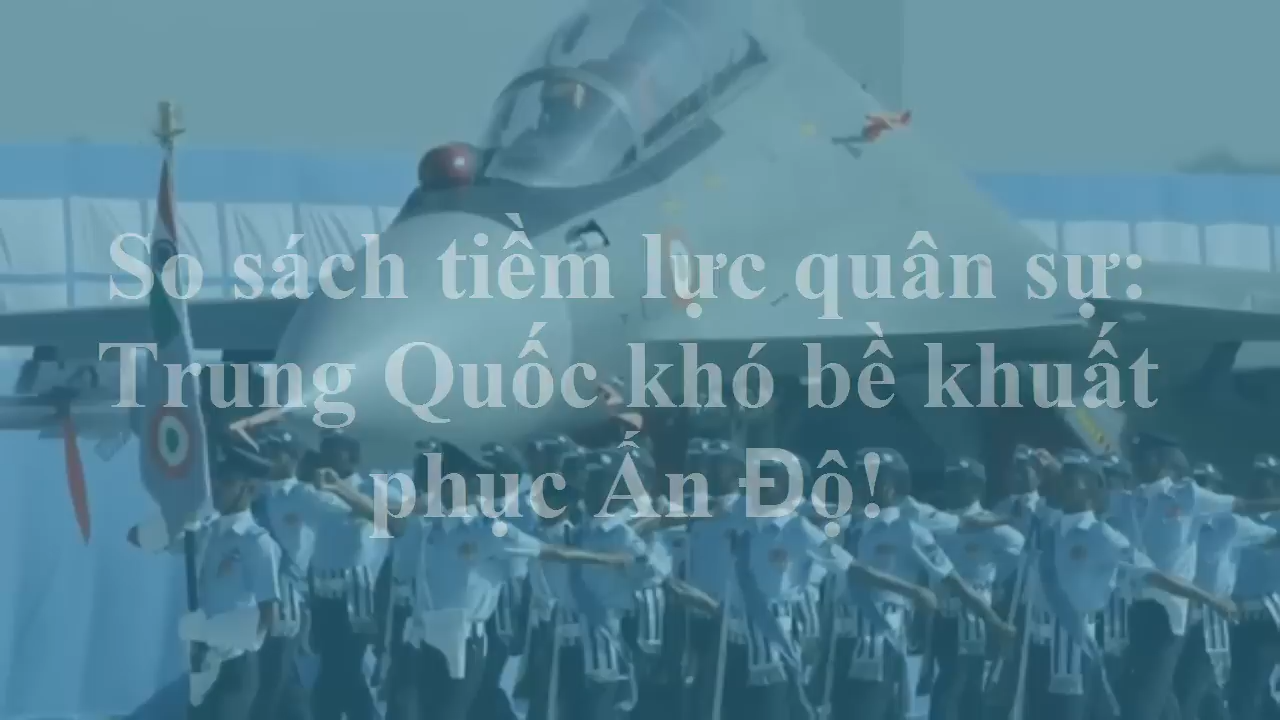 So sách tiềm lực quân sự:
Trung Quốc khó bề khuất
phục Ấn Độ!